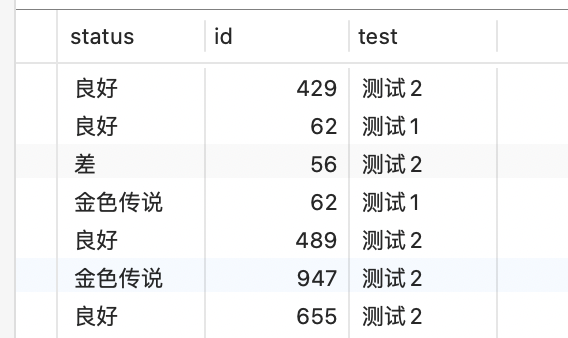 status id test
良好 429 测试2
良好 62 测试1
差 56 测试2
金色传说 62 测试1
良好 489 测试2
金色传说 947 测试2
良好 655 测试2